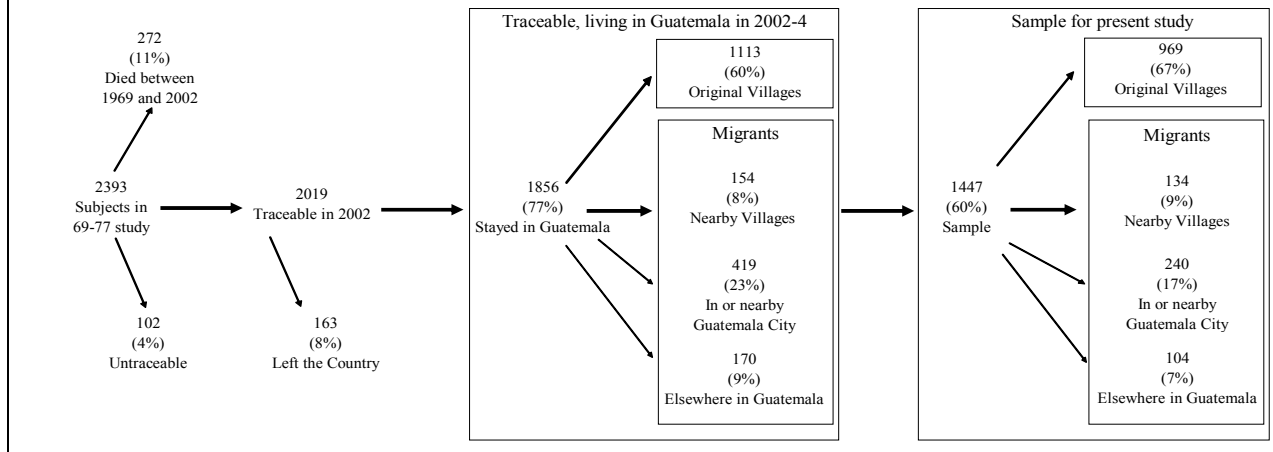 272
(11%)
Died between
1969 and 2002
2393
Subjects in
69-77 study
102
(4%)
Untraceable
2019
Traceable in 2002
163
(8%)
Left the Country
Traceable, living in Guatemala in 2002-4
1856
(77%)
Stayed in Guatemala
1113
(60%)
Original Villages
Migrants
154
(8%)
Nearby Villages
419
(23%)
In or nearby
Guatemala City
170
(9%)
Elsewhere in Guatemala
Sample for present study
1447
(60%)
Sample
969
(67%)
Original Villages
Migrants
134
(9%)
Nearby Villages
240
(17%)
In or nearby
Guatemala City
104
(7%)
Elsewhere in Guatemala